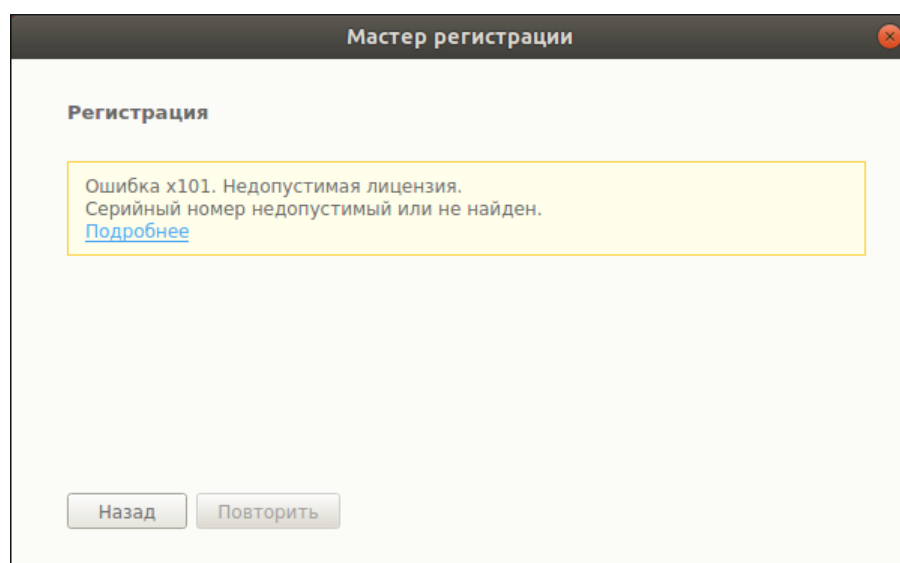 Мастер регистрации
Регистрация
Ошибка x101. Недопустимая лицензия.
Серийный номер недопустимый или не найден.
Подробнее
Назад
Повторить